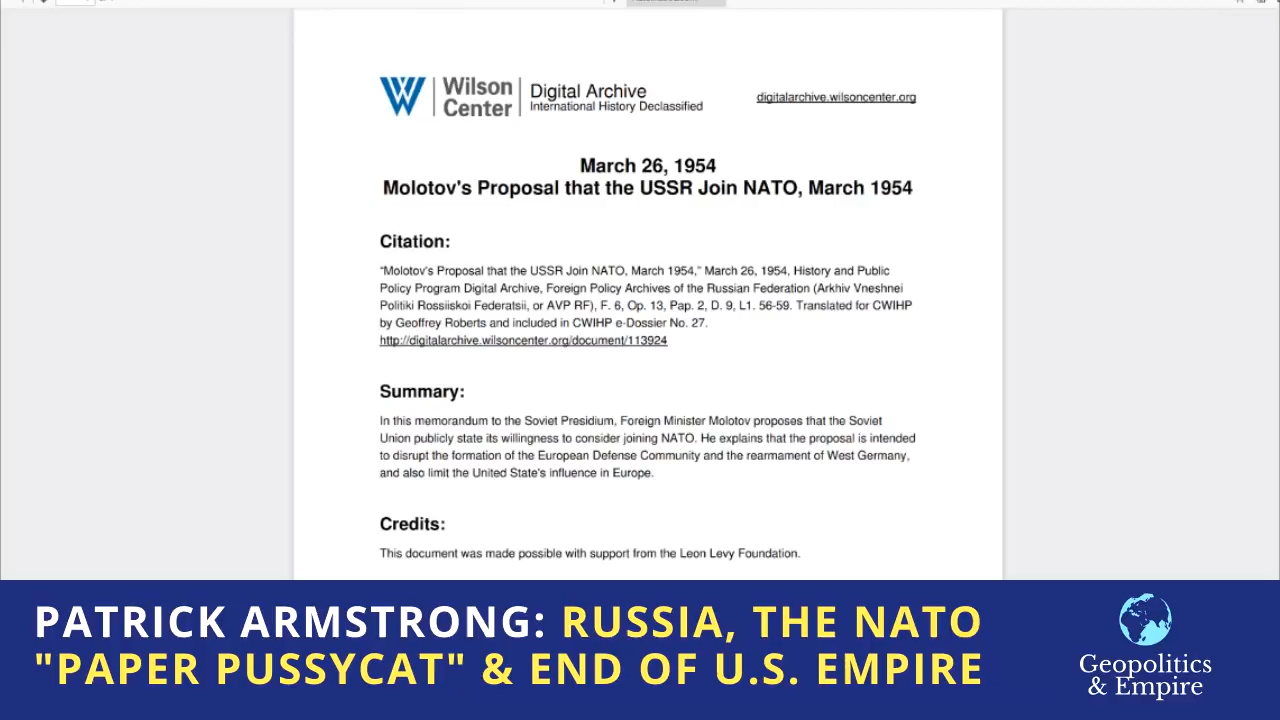 Wilson
Center
Digital Archive
International History Declassified
digitalarchive.wilsoncenter.org
March 26, 1954
Molotov's Proposal that the USSR Join NATO, March 1954
Citation:
“Molotov's Proposal that the USSR Join NATO, March 1954,” March 26, 1954, History and Public
Policy Program Digital Archive, Foreign Policy Archives of the Russian Federation (Arkhiv Vneshnei
Politiki Rossiiskoi Federatsii, or AVP RF), F. 6, Op. 13, Pap. 2, D. 9, L1. 56-59. Translated for CWIHP
by Geoffrey Roberts and included in CWIHP e-Dossier No. 27.
http://digitalarchive.wilsoncenter.org/document/113924
Summary:
In this memorandum to the Soviet Presidium, Foreign Minister Molotov proposes that the Soviet
Union publicly state its willingness to consider joining NATO. He explains that the proposal is intended
to disrupt the formation of the European Defense Community and the rearmament of West Germany,
and also limit the United State's influence in Europe.
Credits:
This document was made possible with support from the Leon Levy Foundation.
PATRICK ARMSTRONG: RUSSIA, THE NATO
"PAPER PUSSYCAT" & END OF U.S. EMPIRE
Geopolitics
& Empire